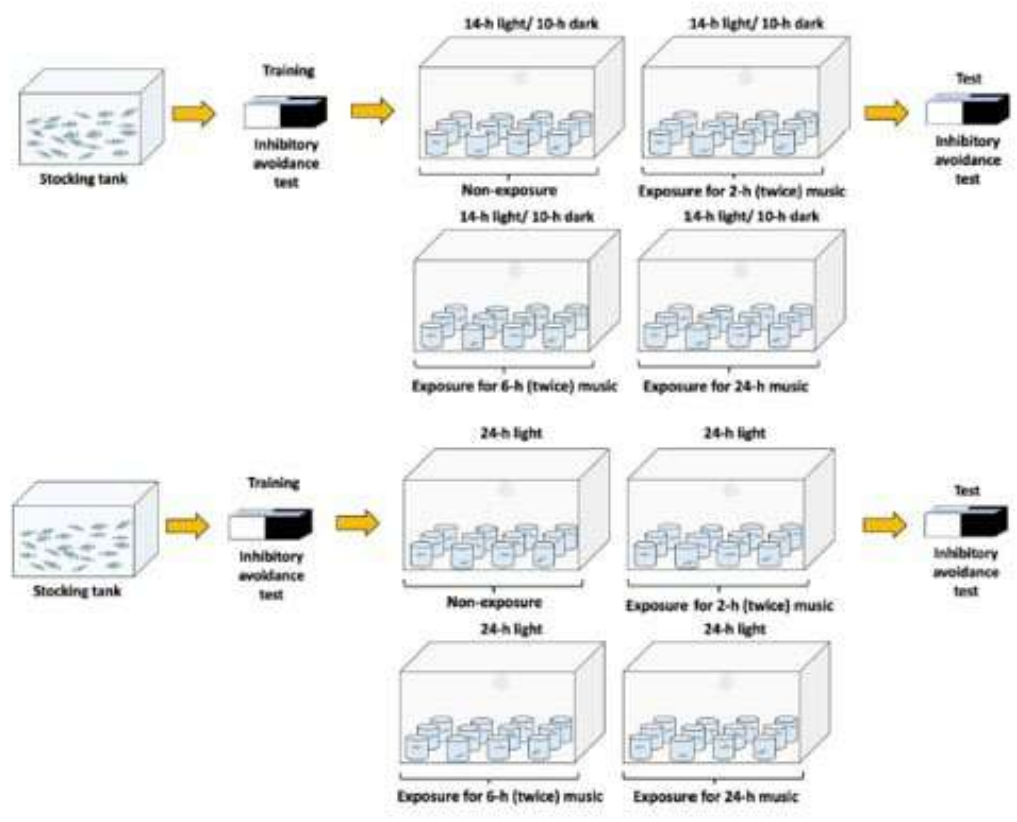 14-h light/ 10-h dark
14-h light/ 10-h dark
Training
Test
Inhibitory
avoidance
test
Inhibitory
avoidance
test
Stocking tank
Non-exposure
Exposure for 2-h (twice) music
14-h light/ 10-h dark
14-h light/ 10-h dark
Exposure for 6-h (twice) music
Exposure for 24-h music
24-h light
24-h light
Training
Test
Inhibitory
avoidance
test
Inhibitory
avoidance
test
Stocking tank
Non-exposure
Exposure for 2-h (twice) music
24-h light
24-h light
Exposure for 6-h (twice) music
Exposure for 24-h music